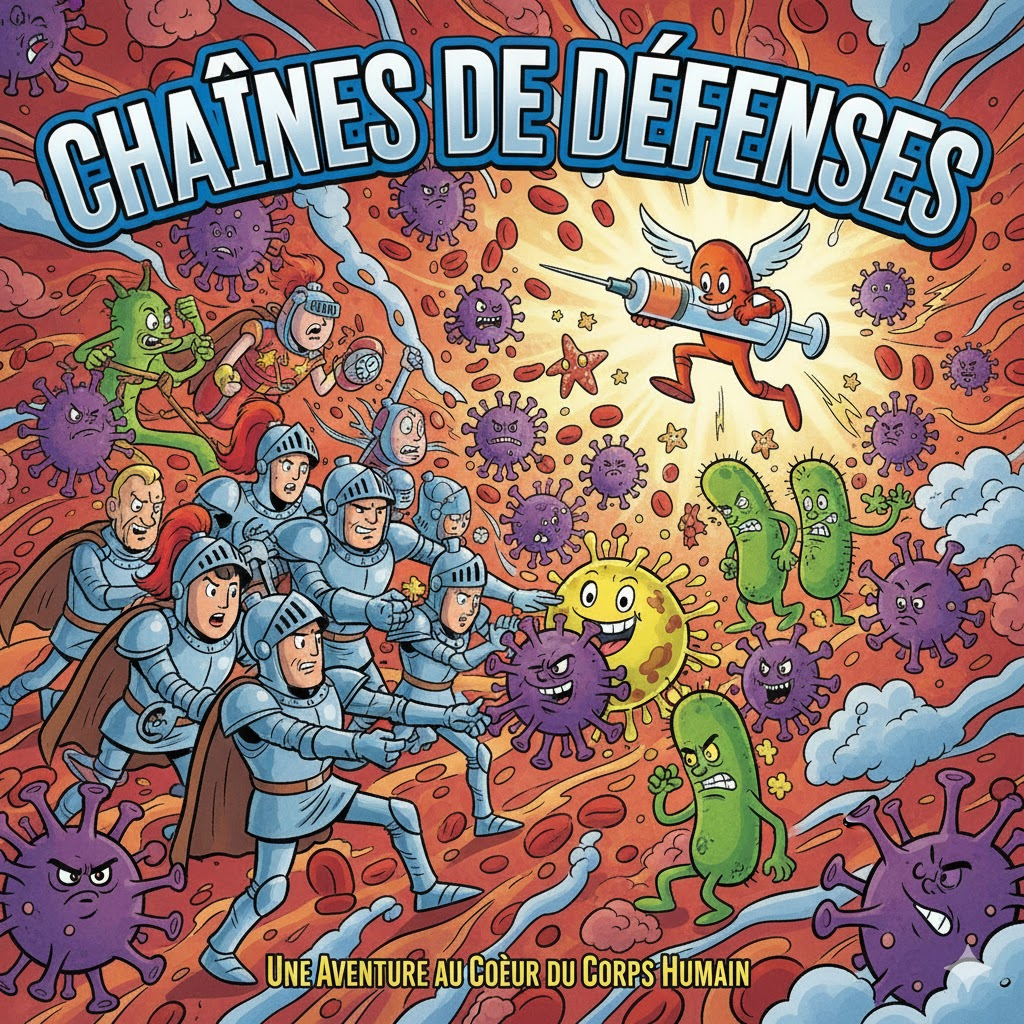 CHAÎNES DE DÉFENSES
UNE AVENTURE AU COÈUR DU CORPS HUMAIN